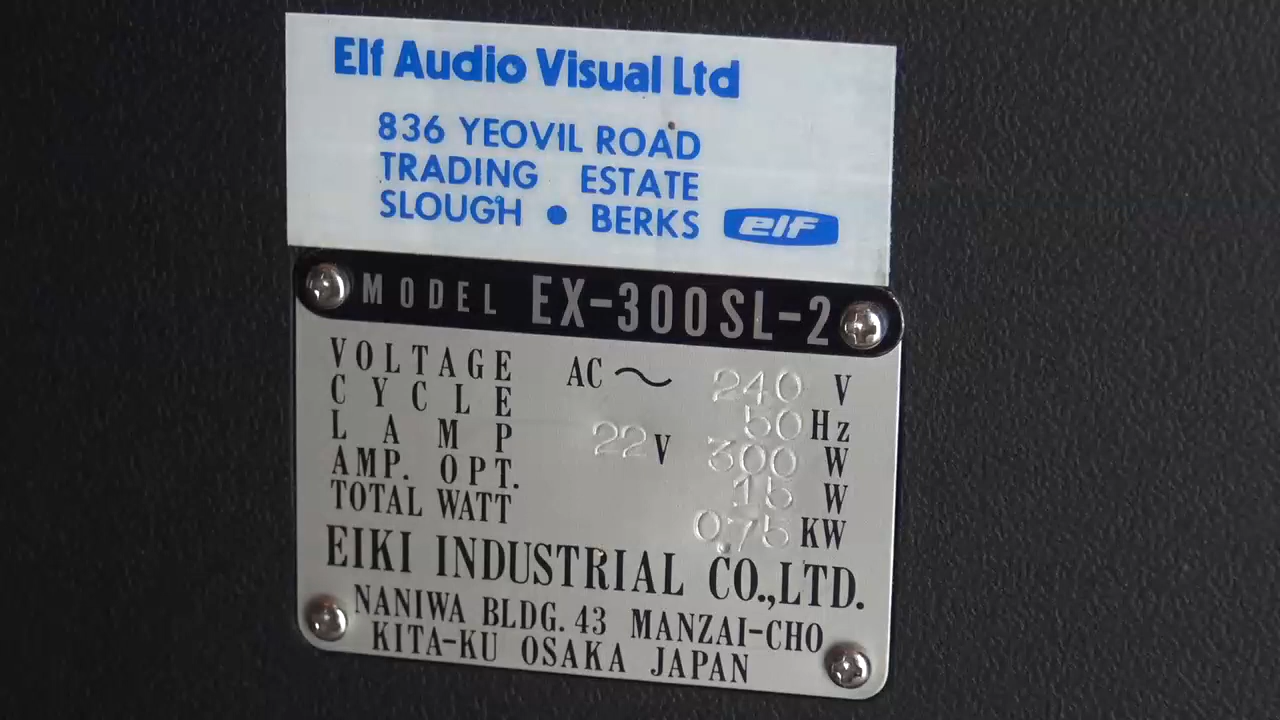 Elf Audio Visual Ltd
836 YEOVIL ROAD
TRADING ESTATE
SLOUGH • BERKS elf
MODEL EX-300SL-2
VOLTAGE AC ~ 240 V
CYCLE 50 Hz
LAMP 22 V 300 W
AMP. OPT. 15 W
TOTAL WATT 0.75 KW
EIKI INDUSTRIAL CO.,LTD.
NANIWA BLDG. 43 MANZAI-CHO
KITA-KU OSAKA JAPAN